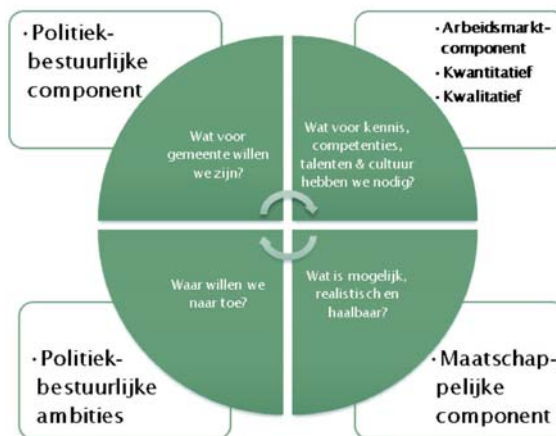 · Politiek-
bestuurlijke
component
· Arbeidsmarkt-
component
· Kwantitatief
· Kwalitatief
Wat voor
gemeente willen
we zijn?
Wat voor kennis,
competenties,
talenten & cultuur
hebben we nodig?
Waar willen we
naar toe?
Wat is mogelijk,
realistisch en
haalbaar?
· Politiek-
bestuurlijke
ambities
· Maatschap-
pelijke
component